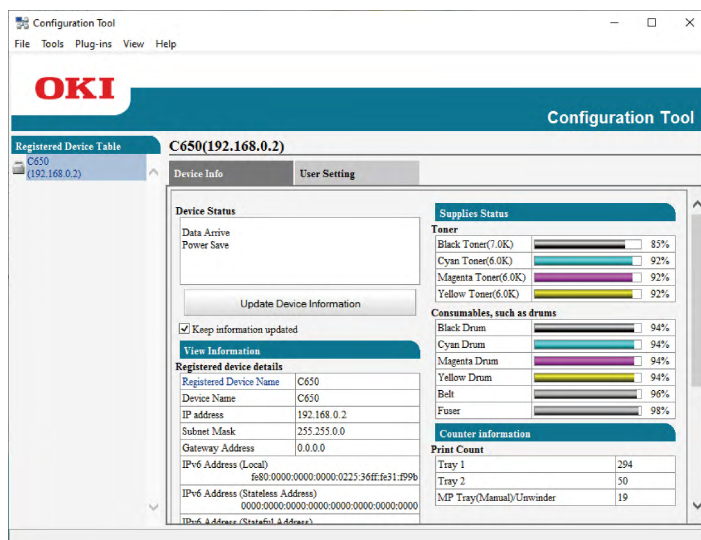 Configuration Tool
File Tools Plug-ins View Help
OKI
Configuration Tool
Registered Device Table
C650
(192.168.0.2)
C650(192.168.0.2)
Device Info User Setting
Device Status
Data Arrive
Power Save
Update Device Information
Keep information updated
View Information
Registered device details
Registered Device Name C650
Device Name C650
IP address 192.168.0.2
Subnet Mask 255.255.0.0
Gateway Address 0.0.0.0
IPv6 Address (Local)
fe80:0000:0000:0000:0225:36ff:fe31:f99b
IPv6 Address (Stateless Address)
0000:0000:0000:0000:0000:0000:0000:0000
IPv6 Address (Stateful Address)
Supplies Status
Toner
Black Toner(7.0K) 85%
Cyan Toner(6.0K) 92%
Magenta Toner(6.0K) 92%
Yellow Toner(6.0K) 92%
Consumables, such as drums
Black Drum 94%
Cyan Drum 94%
Magenta Drum 94%
Yellow Drum 94%
Belt 96%
Fuser 98%
Counter information
Print Count
Tray 1 294
Tray 2 50
MP Tray(Manual)/Unwinder 19